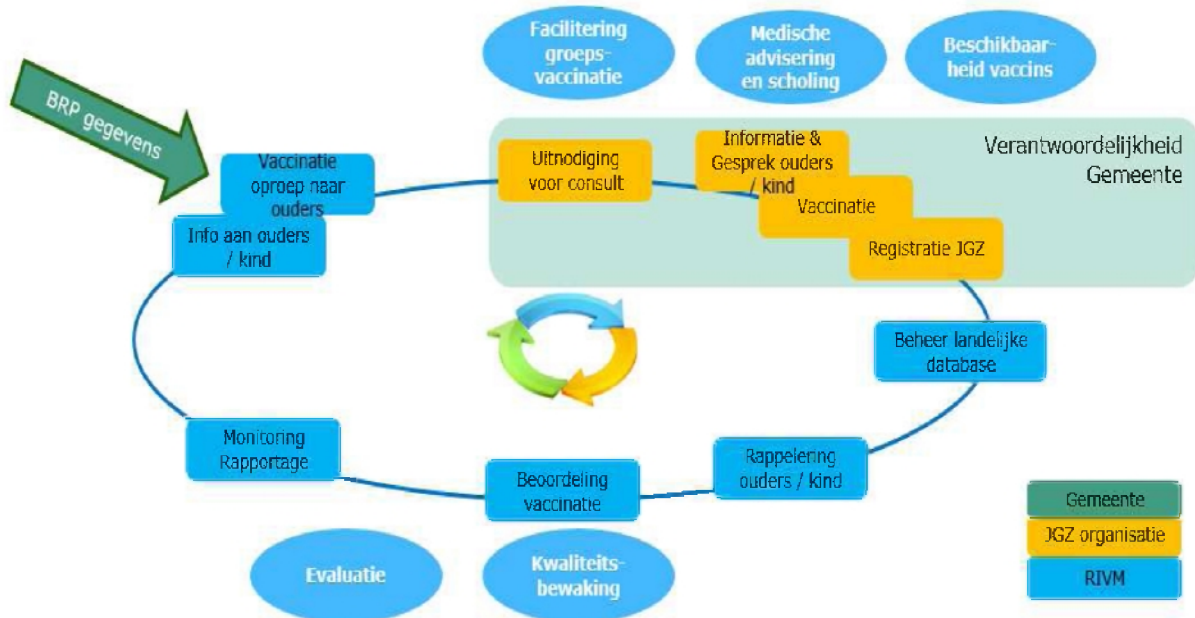 Facilitering
groeps-
vaccinatie
Medische
advisering
en scholing
Beschikbaar-
heid vaccins
BRP gegevens
Verantwoordelijkheid
Gemeente
Vaccinatie
oproep naar
ouders
Info aan ouders
/ kind
Uitnodiging
voor consult
Informatie &
Gesprek ouders
/ kind
Vaccinatie
Registratie JGZ
Beheer landelijke
database
Rappelering
ouders / kind
Beoordeling
vaccinatie
Monitoring
Rapportage
Evaluatie
Kwaliteits-
bewaking
Gemeente
JGZ organisatie
RIVM